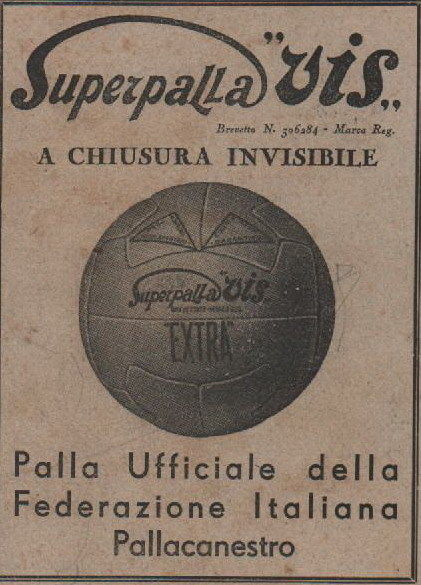 Superpalla "Vis„
Brevetto N. 306284 - Marca Reg.
A CHIUSURA INVISIBILE
Superpalla "Vis„
"EXTRA"
Palla Ufficiale della
Federazione Italiana
Pallacanestro